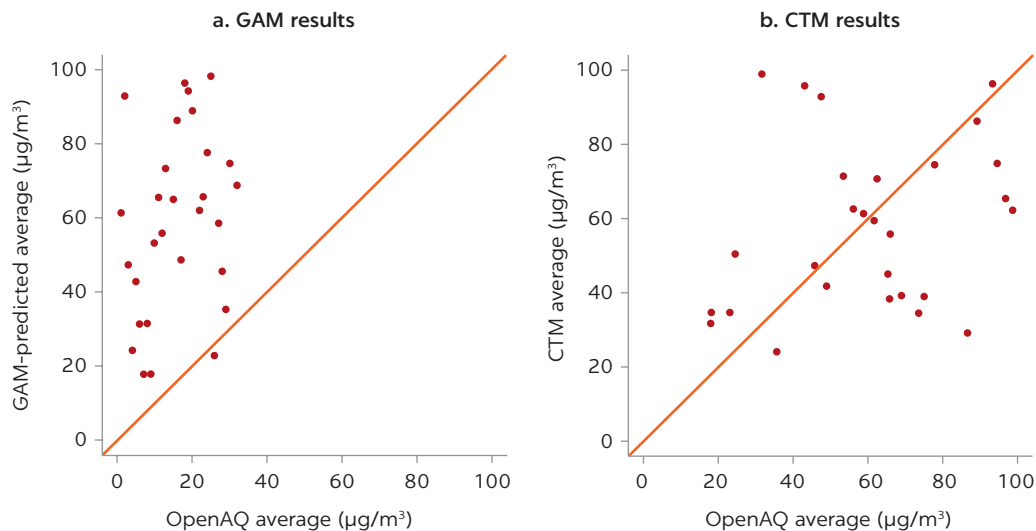 a. GAM results
GAM-predicted average (µg/m³)
100
80
60
40
20
0
0 20 40 60 80 100
OpenAQ average (µg/m³)
b. CTM results
CTM average (µg/m³)
100
80
60
40
20
0
0 20 40 60 80 100
OpenAQ average (µg/m³)